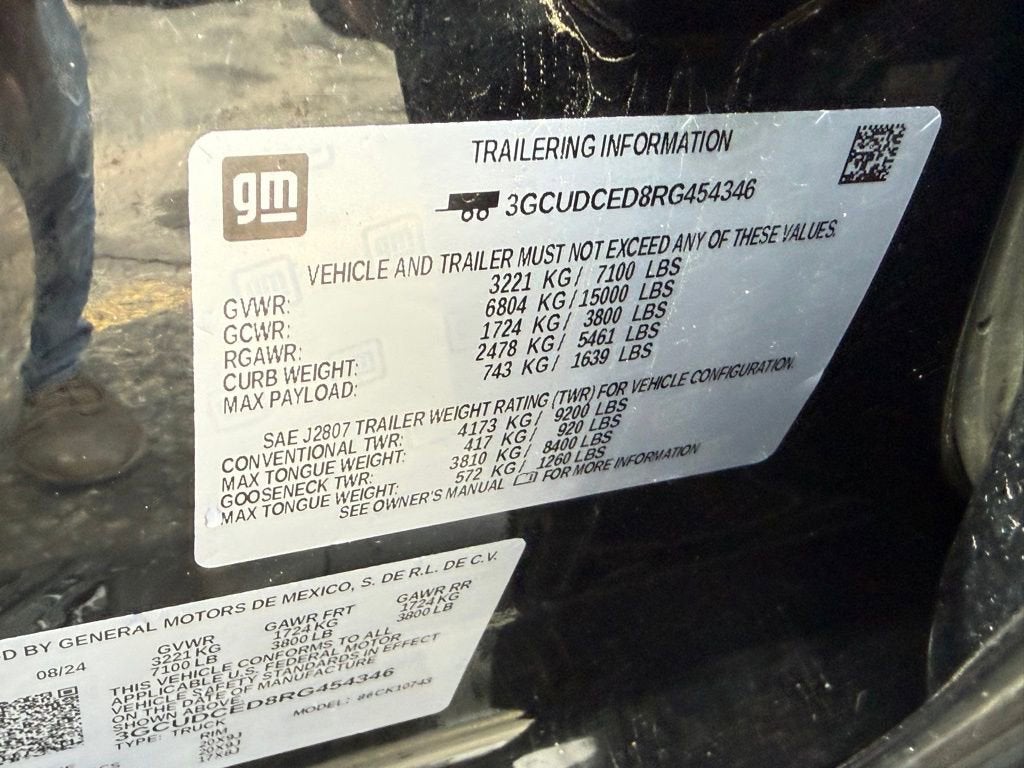 gm
TRAILERING INFORMATION
3GCUDCED8RG454346
VEHICLE AND TRAILER MUST NOT EXCEED ANY OF THESE VALUES.
GVWR: 3221 KG/ 7100 LBS
GCWR: 6804 KG/15000 LBS
RGAWR: 1724 KG/ 3800 LBS
CURB WEIGHT: 2478 KG/ 5461 LBS
MAX PAYLOAD: 743 KG/ 1639 LBS
SAE J2807 TRAILER WEIGHT RATING (TWR) FOR VEHICLE CONFIGURATION.
CONVENTIONAL TWR: 4173 KG/ 9200 LBS
MAX TONGUE WEIGHT: 417 KG/ 920 LBS
GOOSENECK TWR: 3810 KG/ 8400 LBS
MAX TONGUE WEIGHT: 572 KG/ 1260 LBS
SEE OWNER'S MANUAL FOR MORE INFORMATION
D BY GENERAL MOTORS DE MEXICO, S. DE R.L. DE C.V.
08/24 GVWR GAWR FRT GAWR RR
3221 KG 1724 KG 1724 KG
7100 LB 3800 LB 3800 LB
THIS VEHICLE CONFORMS TO ALL
APPLICABLE U.S. FEDERAL MOTOR
VEHICLE SAFETY STANDARDS IN EFFECT
ON THE DATE OF MANUFACTURE
SHOWN ABOVE
3GCUDCED8RG454346
TYPE: TRUCK MODEL: 86CK10743
RIM
20X9J
17X8J